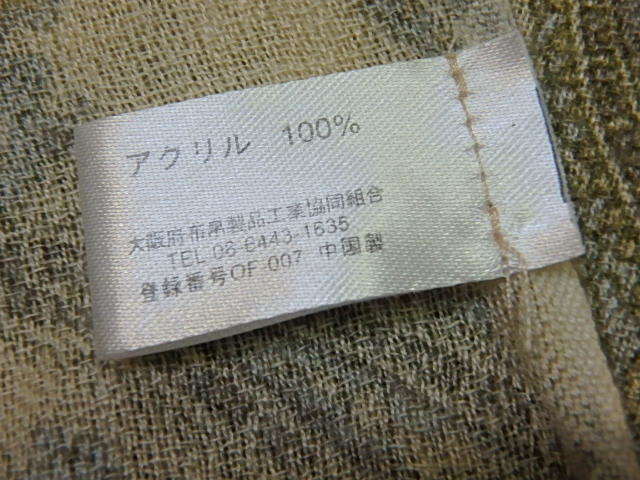 アクリル 100%
大阪府布帛製品工業協同組合
TEL 06-6443-1635
登録番号OF-007 中国製